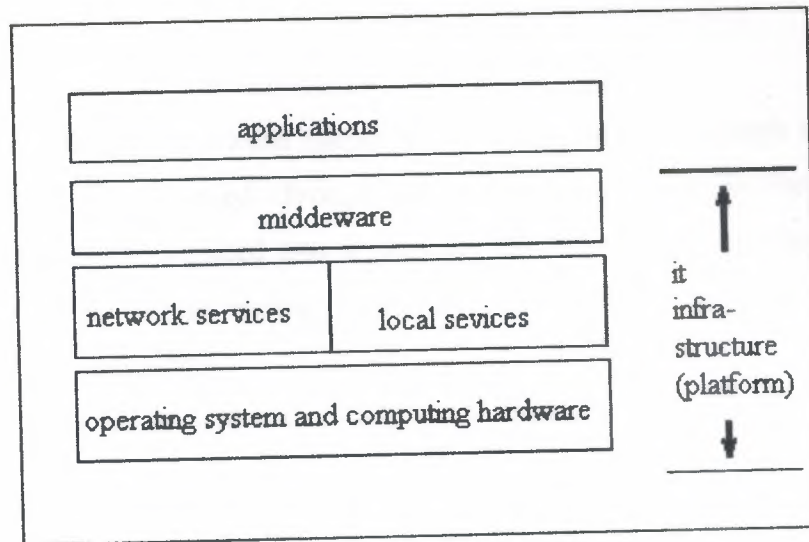 applications
middeware
network services
local sevices
operating system and computing hardware
it
infra-
structure
(platform)